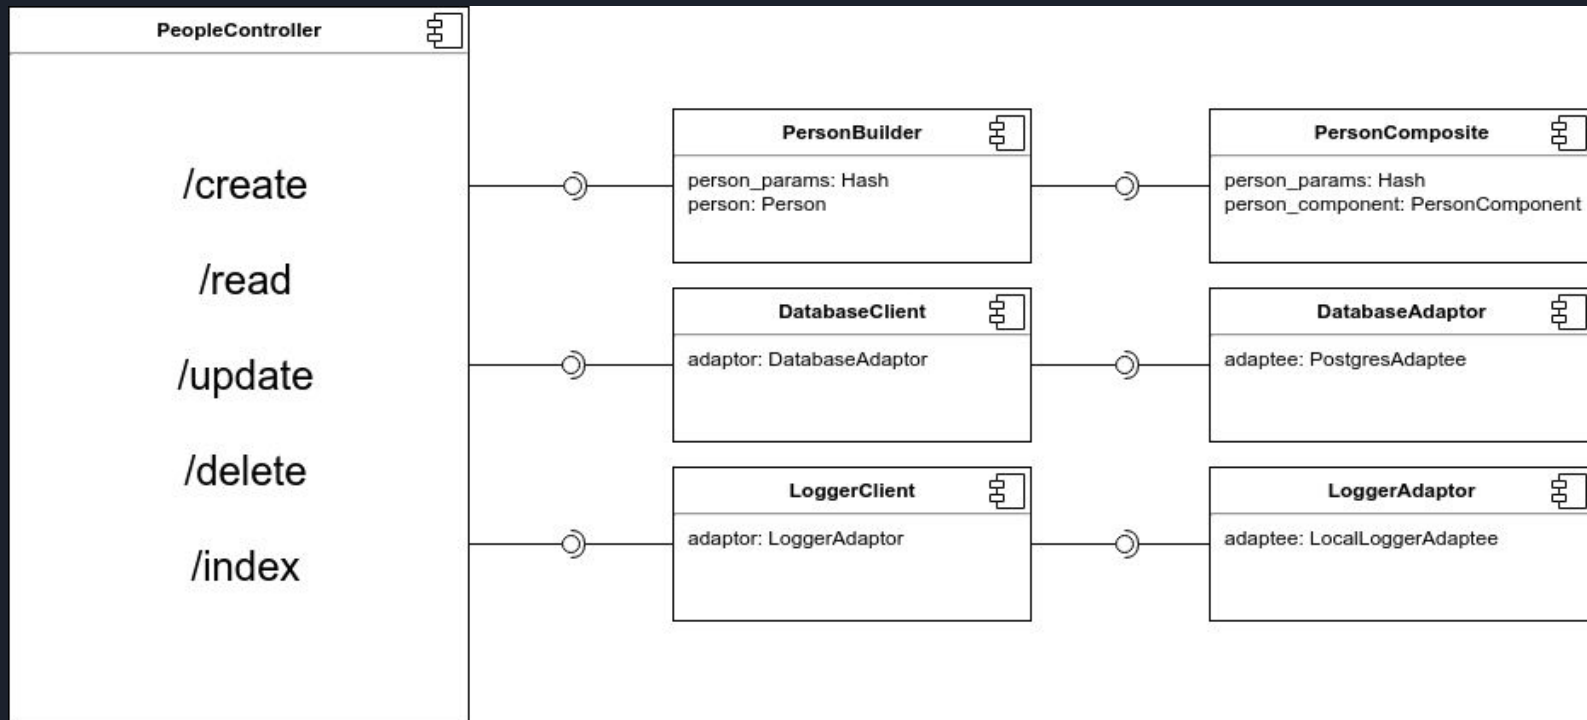 PeopleController
/create
/read
/update
/delete
/index
PersonBuilder
person_params: Hash
person: Person
PersonComposite
person_params: Hash
person_component: PersonComponent
DatabaseClient
adaptor: DatabaseAdaptor
DatabaseAdaptor
adaptee: PostgresAdaptee
LoggerClient
adaptor: LoggerAdaptor
LoggerAdaptor
adaptee: LocalLoggerAdaptee